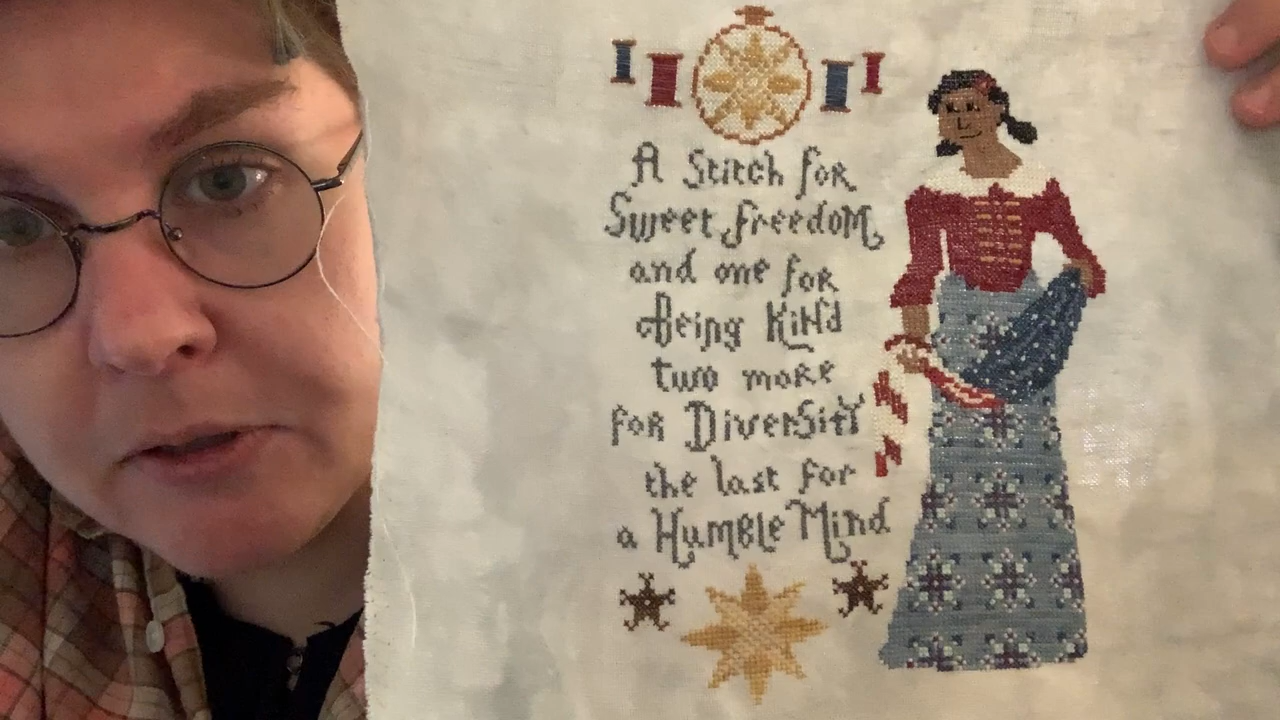 A Stitch for
Sweet freedom
and one for
Being Kind
two more
for Diversity
the last for
a Humble Mind